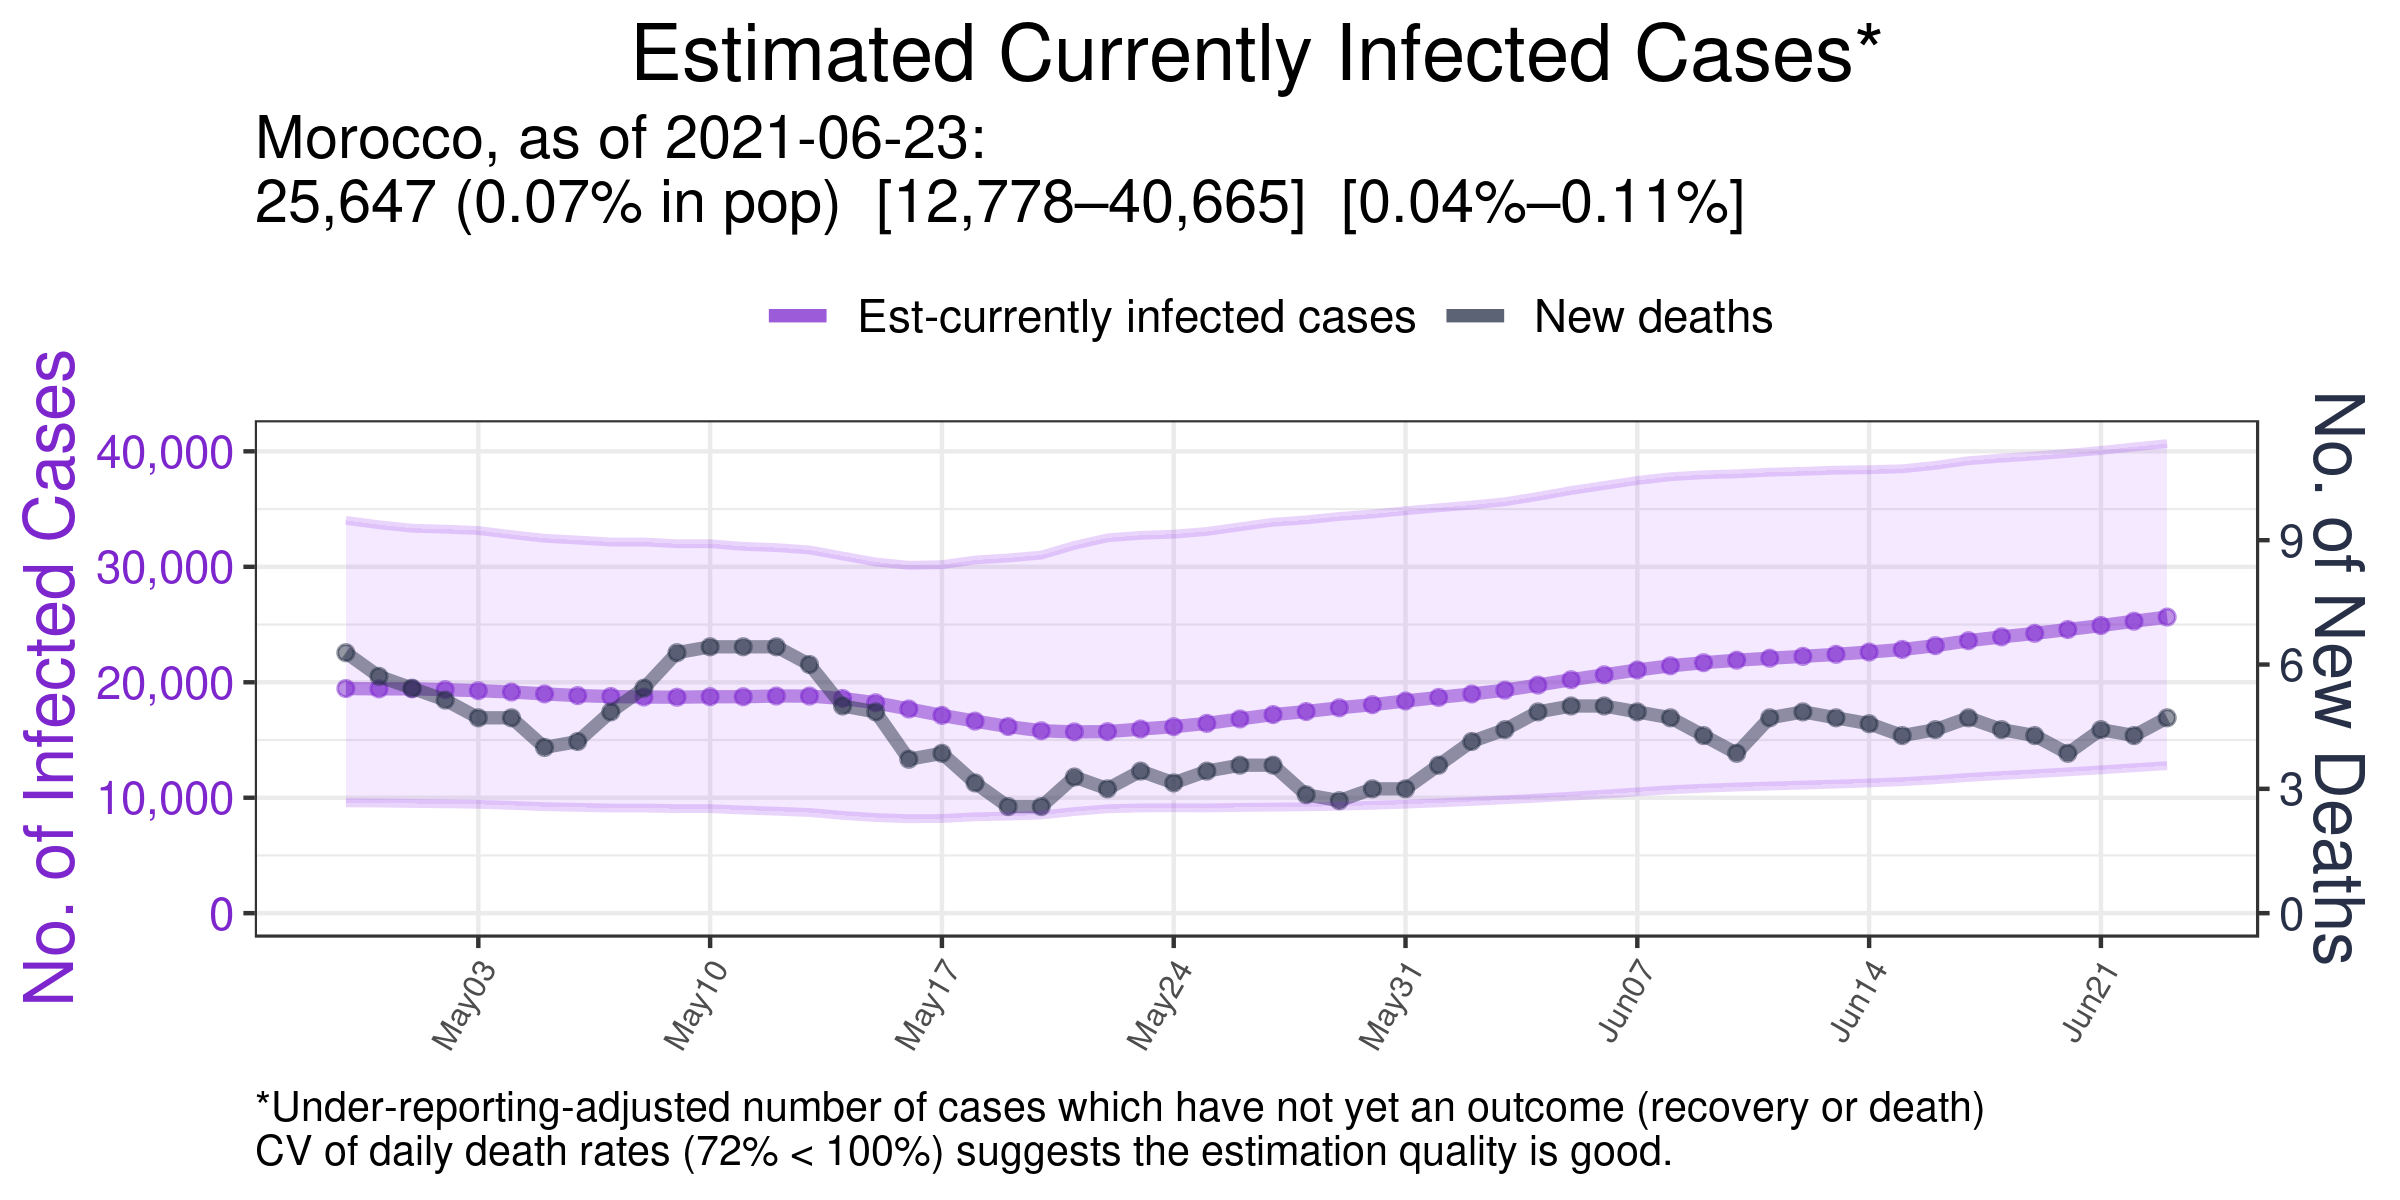 Estimated Currently Infected Cases*
Morocco, as of 2021-06-23:
25,647 (0.07% in pop)  [12,778–40,665]  [0.04%–0.11%]
Est-currently infected cases
New deaths
No. of Infected Cases
40,000
30,000
20,000
10,000
0
No. of New Deaths
9
6
3
0
May03
May10
May17
May24
May31
Jun07
Jun14
Jun21
*Under-reporting-adjusted number of cases which have not yet an outcome (recovery or death)
CV of daily death rates (72% < 100%) suggests the estimation quality is good.